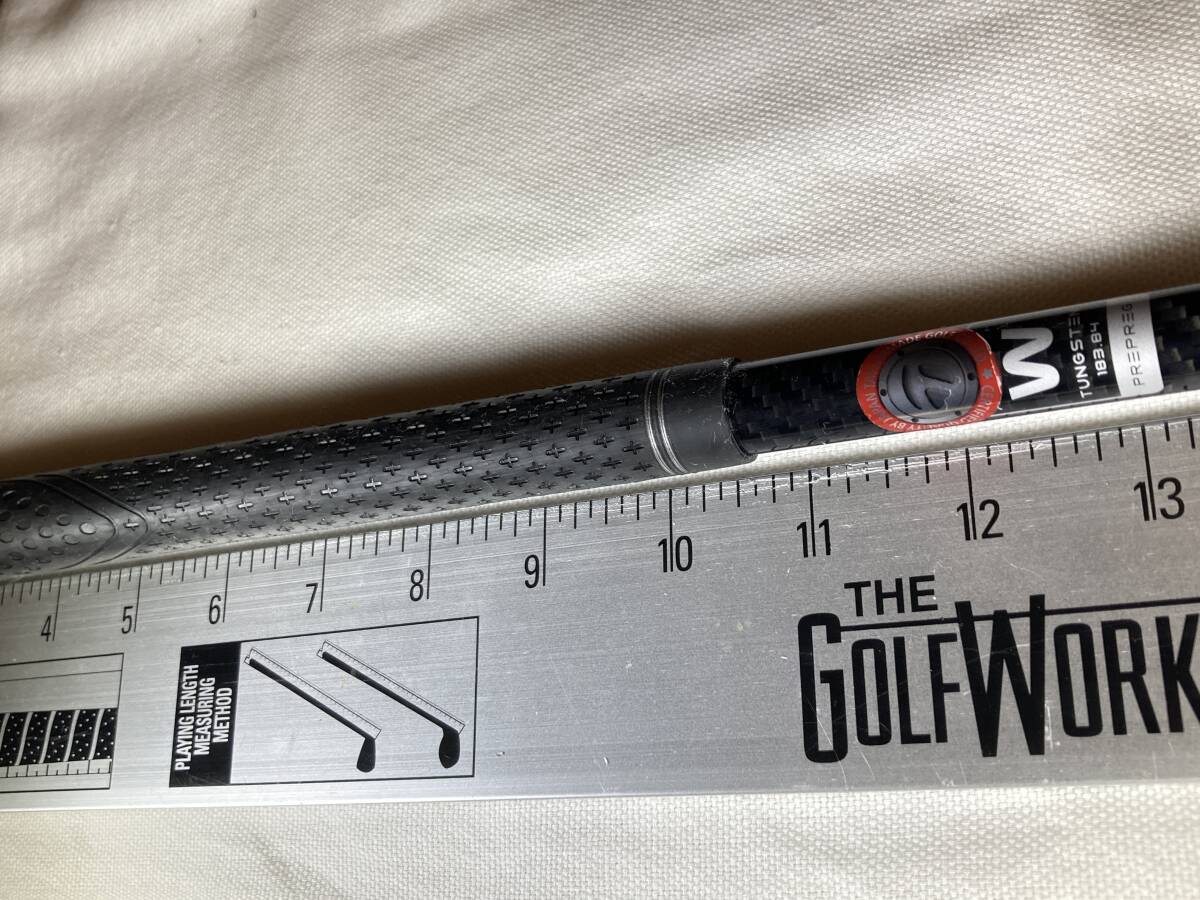 W
TUNGSTEN
183.84
PREPREG
4 5 6 7 8 9 10 11 12 13
PLAYING LENGTH
MEASURING
METHOD
THE
GOLFWORK